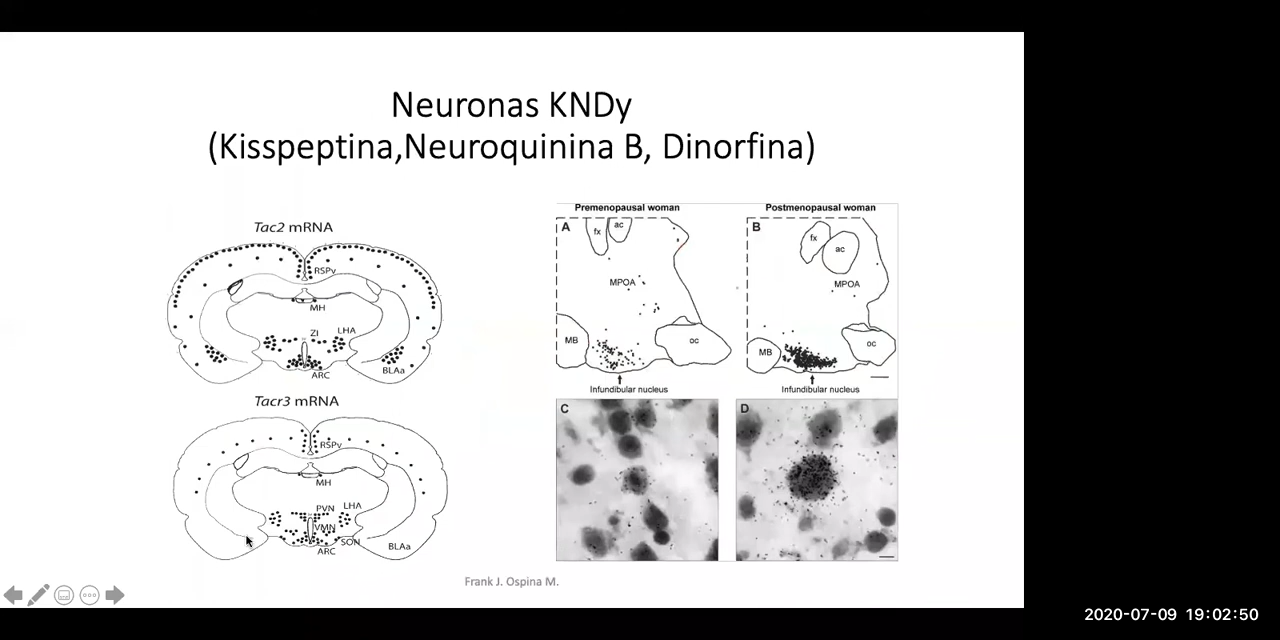 Neuronas KNDy
(Kisspeptina,Neuroquinina B, Dinorfina)
Tac2 mRNA
RSPv
MH
ZI
LHA
ARC
BLAa
Tacr3 mRNA
RSPv
MH
PVN
LHA
VMN
SON
ARC
BLAa
Premenopausal woman
A
fx
ac
MPOA
MB
oc
Infundibular nucleus
Postmenopausal woman
B
fx
ac
MPOA
MB
oc
Infundibular nucleus
C
D
Frank J. Ospina M.
2020-07-09 19:02:50